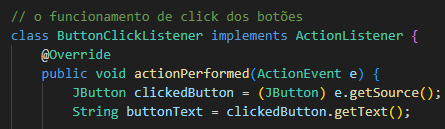 // o funcionamento de click dos botões
class ButtonClickListener implements ActionListener {
@Override
public void actionPerformed(ActionEvent e) {
JButton clickedButton = (JButton) e.getSource();
String buttonText = clickedButton.getText();